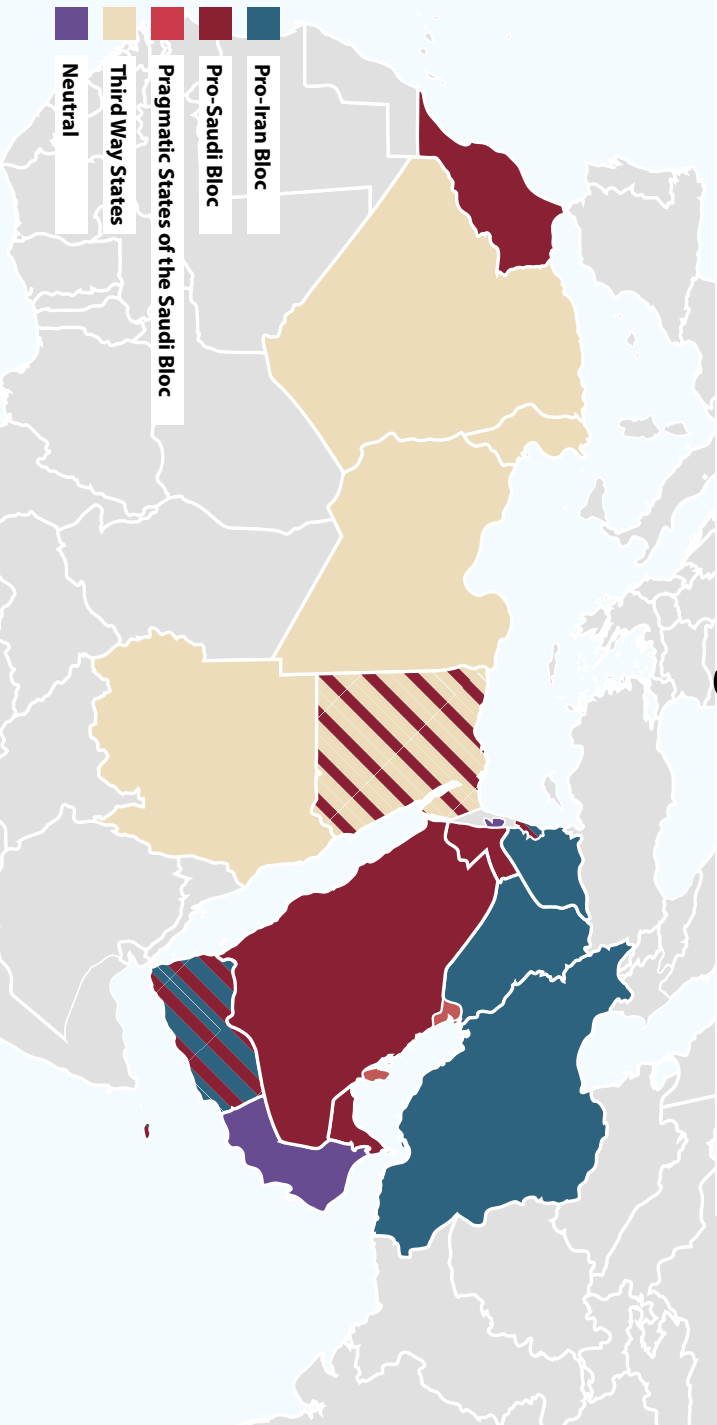 Pro-Iran Bloc
Pro-Saudi Bloc
Pragmatic States of the Saudi Bloc
Third Way States
Neutral